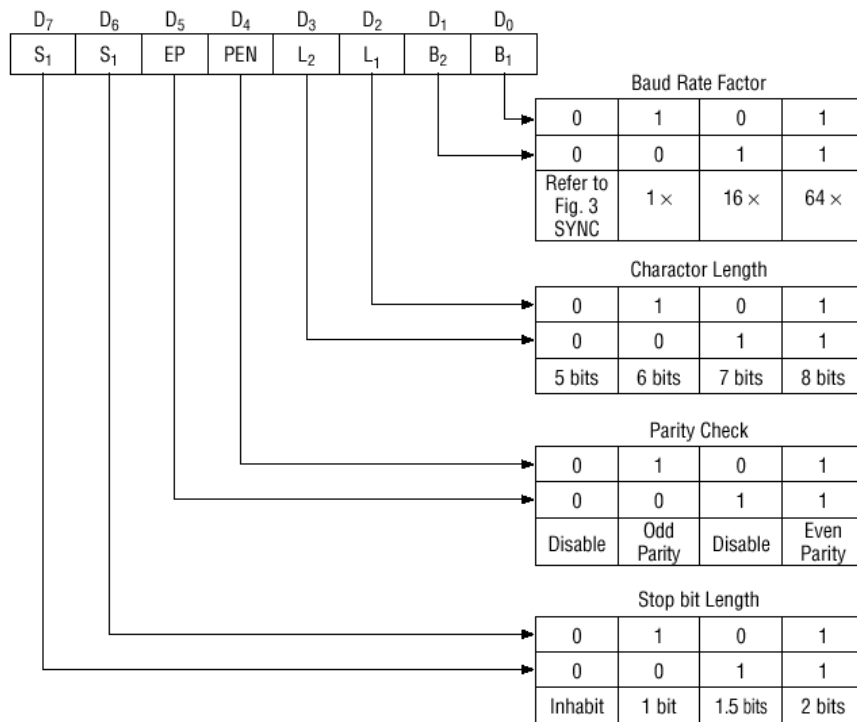 D7 D6 D5 D4 D3 D2 D1 D0
S1 S1 EP PEN L2 L1 B2 B1
Baud Rate Factor
0 1 0 1
0 0 1 1
Refer to Fig. 3 SYNC 1 × 16 × 64 ×
Charactor Length
0 1 0 1
0 0 1 1
5 bits 6 bits 7 bits 8 bits
Parity Check
0 1 0 1
0 0 1 1
Disable Odd Parity Disable Even Parity
Stop bit Length
0 1 0 1
0 0 1 1
Inhabit 1 bit 1.5 bits 2 bits